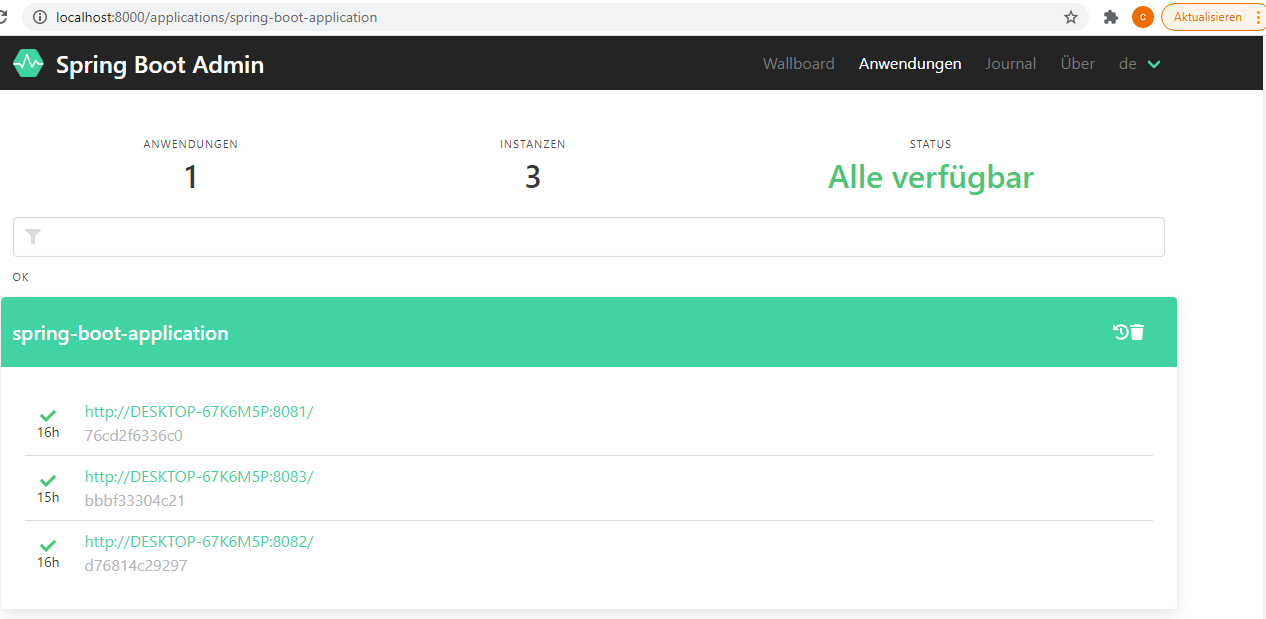 localhost:8000/applications/spring-boot-application
c
Aktualisieren
Spring Boot Admin
Wallboard Anwendungen Journal Über de
ANWENDUNGEN INSTANZEN STATUS
1 3 Alle verfügbar
OK
spring-boot-application
http://DESKTOP-67K6M5P:8081/
16h
76cd2f6336c0
http://DESKTOP-67K6M5P:8083/
15h
bbbf33304c21
http://DESKTOP-67K6M5P:8082/
16h
d76814c29297